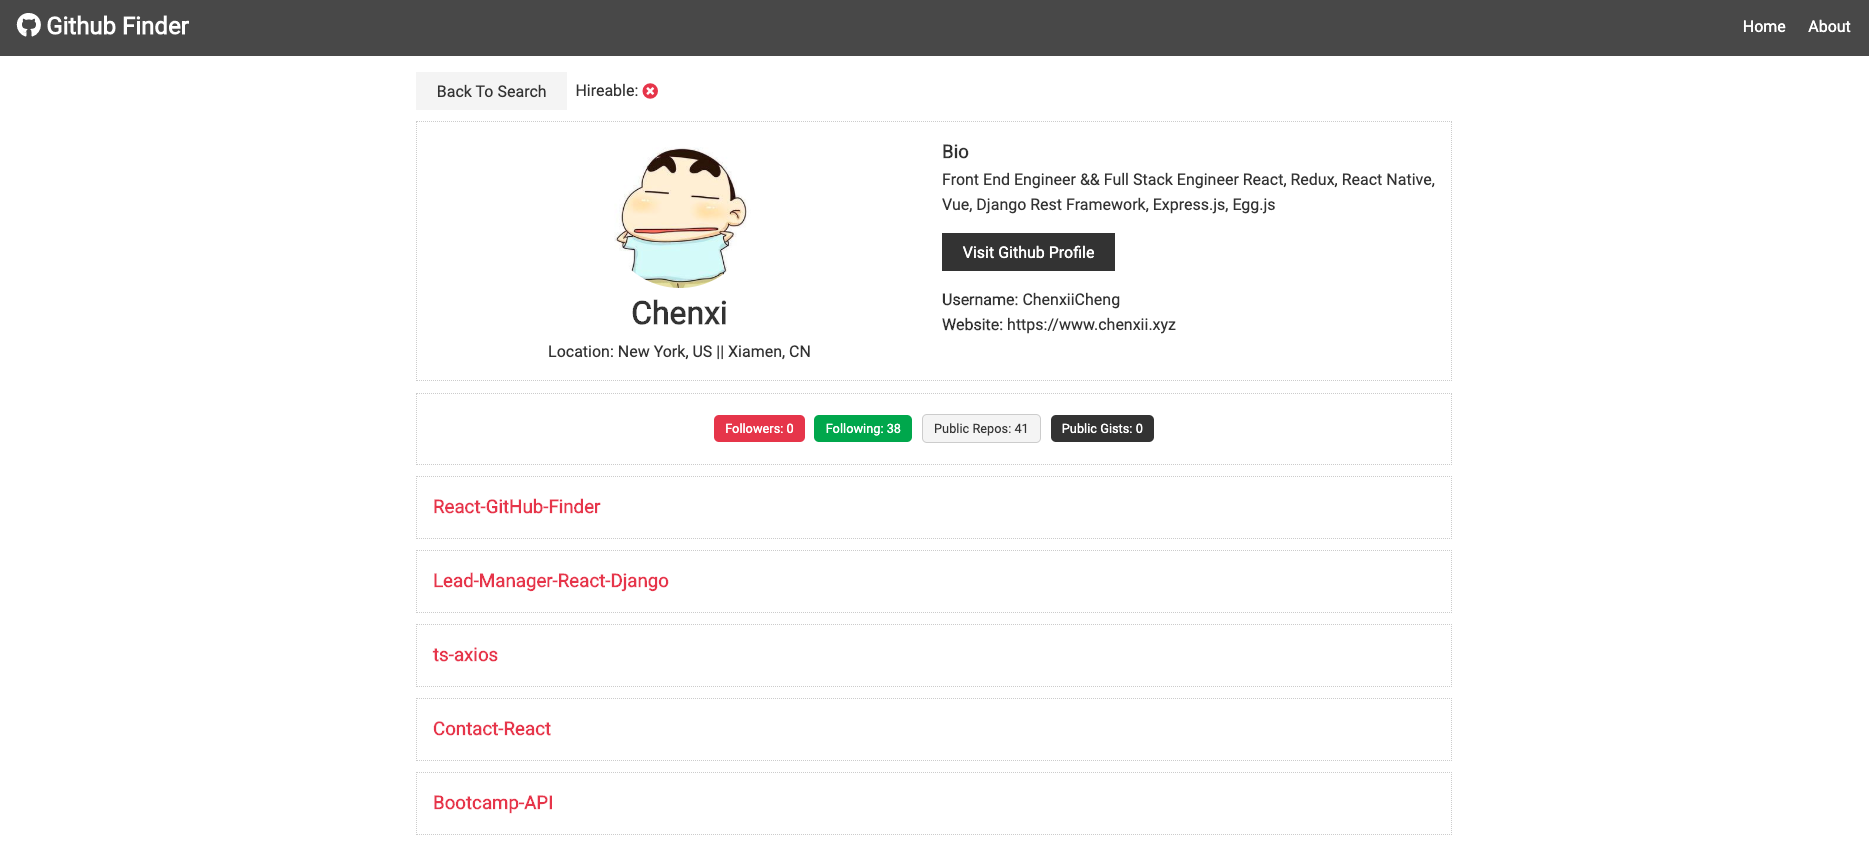 Github Finder
Home
About
Back To Search
Hireable:
Chenxi
Location: New York, US || Xiamen, CN
Bio
Front End Engineer && Full Stack Engineer React, Redux, React Native,
Vue, Django Rest Framework, Express.js, Egg.js
Visit Github Profile
Username: ChenxiiCheng
Website: https://www.chenxii.xyz
Followers: 0
Following: 38
Public Repos: 41
Public Gists: 0
React-GitHub-Finder
Lead-Manager-React-Django
ts-axios
Contact-React
Bootcamp-API